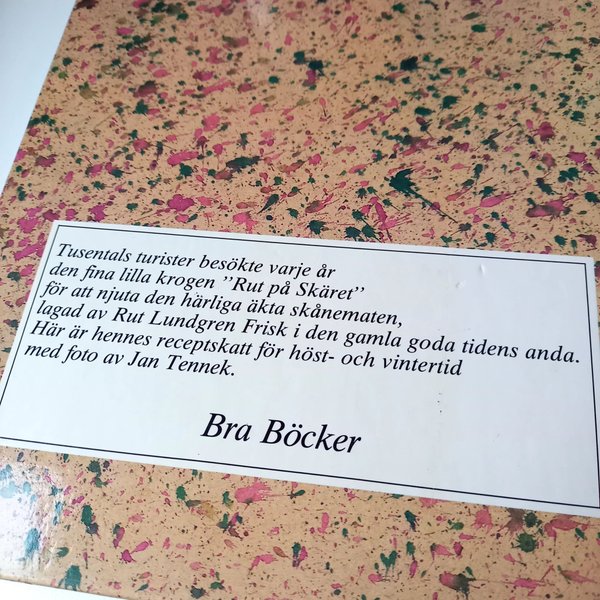 Tusentals turister besökte varje år
den fina lilla krogen ”Rut på Skäret”
för att njuta den härliga äkta skånematen,
lagad av Rut Lundgren Frisk i den gamla goda tidens anda.
Här är hennes receptskatt för höst- och vintertid
med foto av Jan Tennek.
Bra Böcker